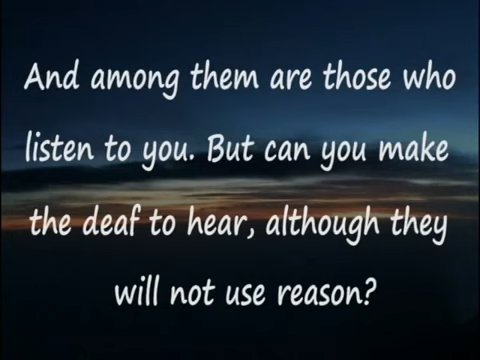 And among them are those who
listen to you. But can you make
the deaf to hear, although they
will not use reason?